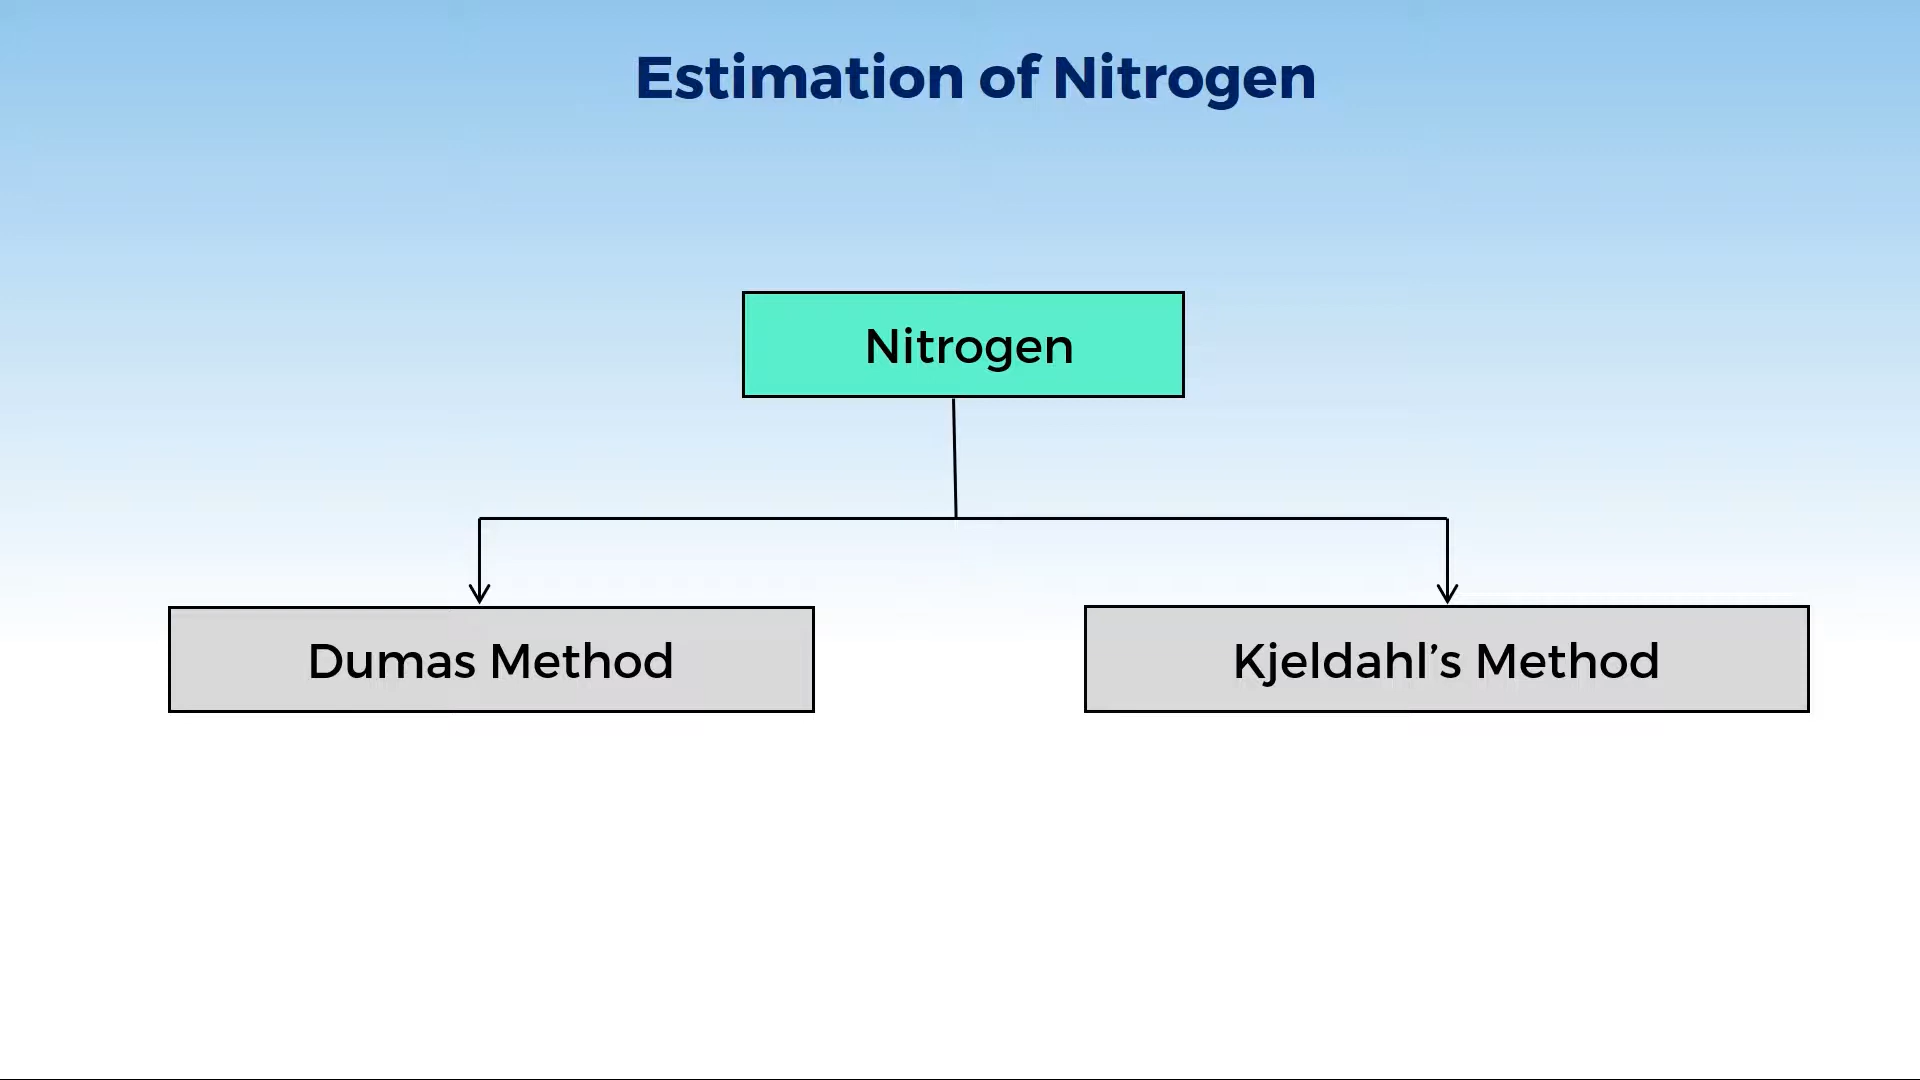 Estimation of Nitrogen
Nitrogen
Dumas Method
Kjeldahl’s Method